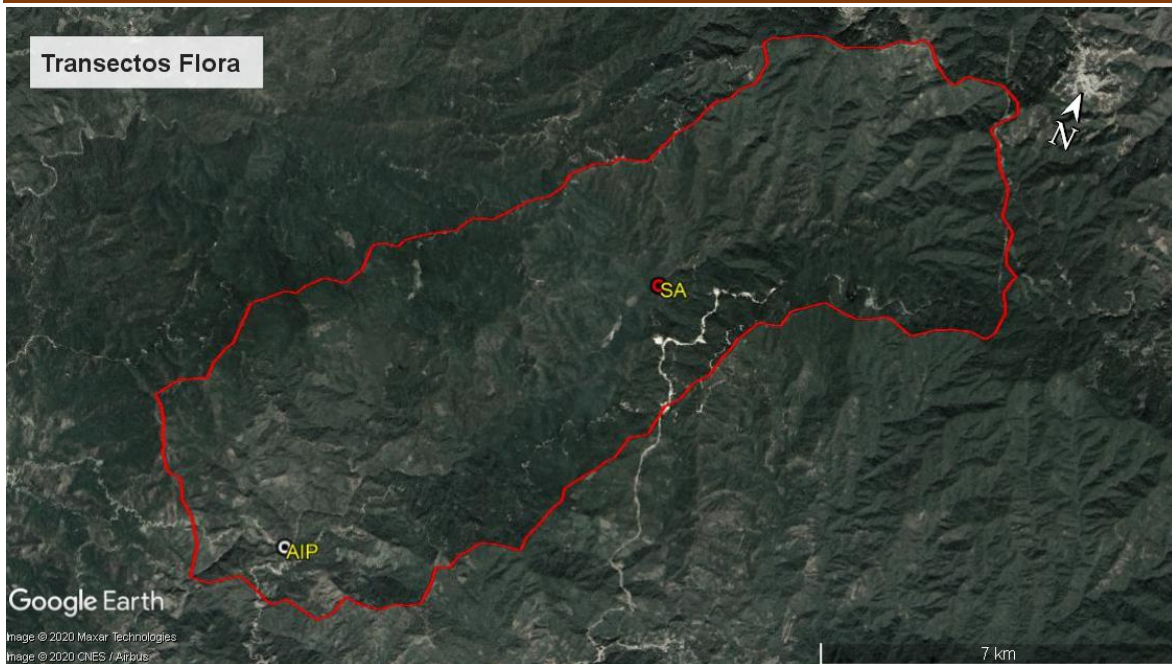 Transectos Flora
N
SA
AIP
Google Earth
Image © 2020 Maxar Technologies
Image © 2020 CNES / Airbus
7 km